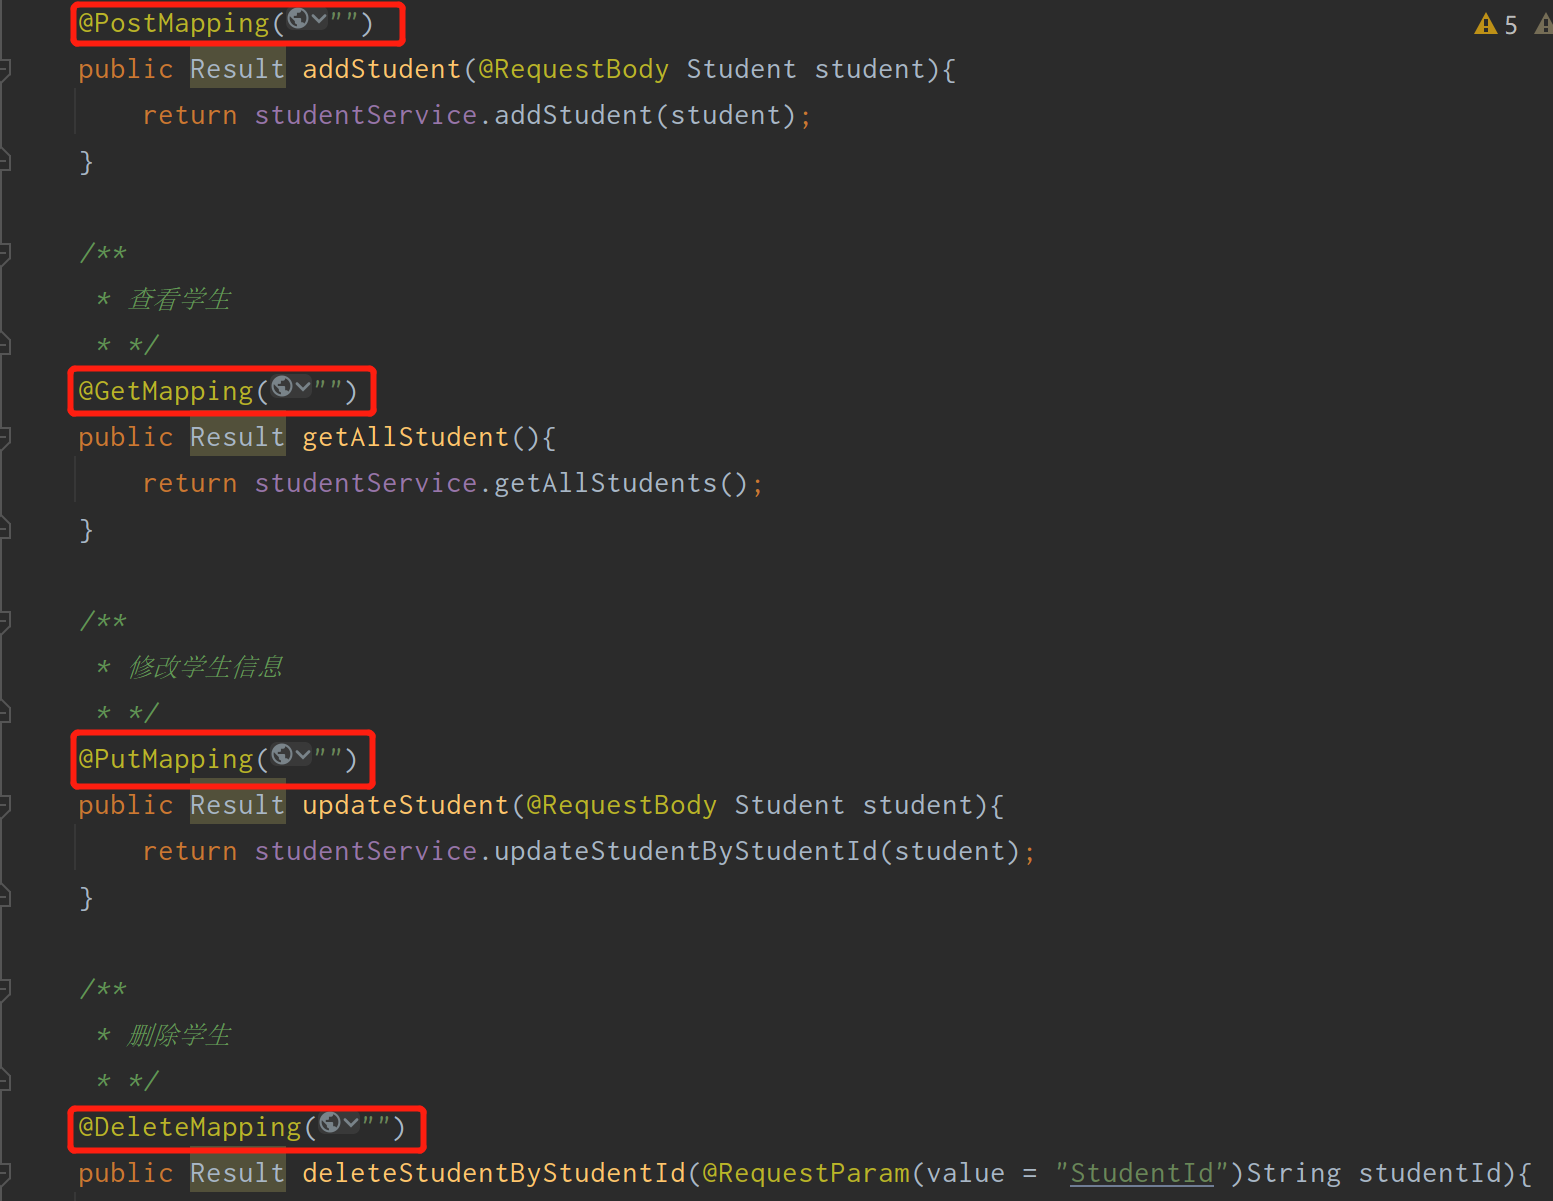 @PostMapping("")
5
public Result addStudent(@RequestBody Student student){
return studentService.addStudent(student);
}
/**
* 查看学生
* */
@GetMapping("")
public Result getAllStudent(){
return studentService.getAllStudents();
}
/**
* 修改学生信息
* */
@PutMapping("")
public Result updateStudent(@RequestBody Student student){
return studentService.updateStudentByStudentId(student);
}
/**
* 删除学生
* */
@DeleteMapping("")
public Result deleteStudentByStudentId(@RequestParam(value = "StudentId")String studentId){